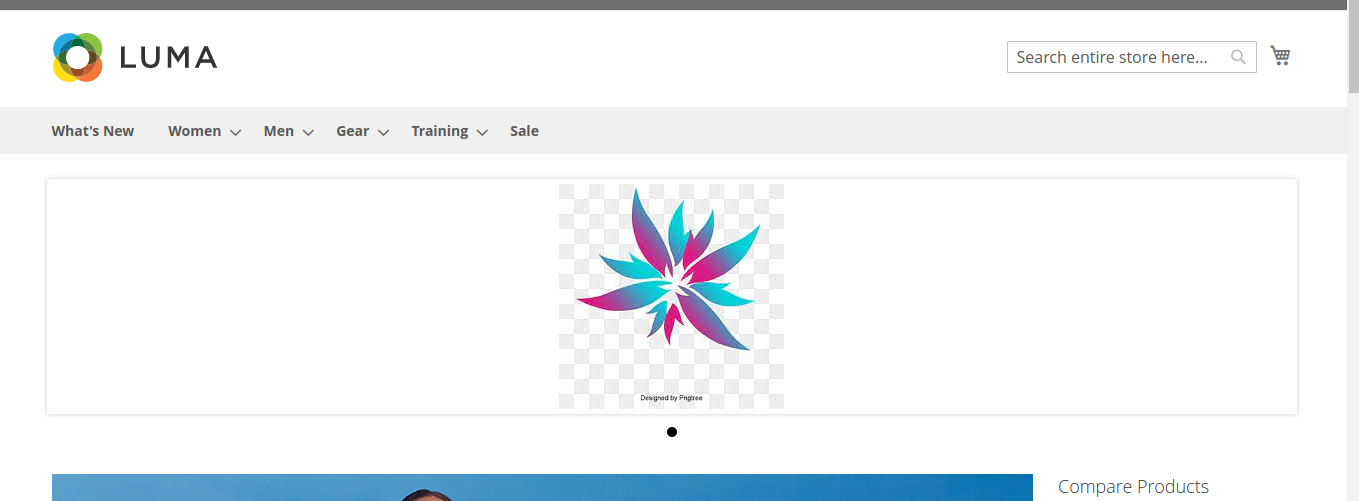 LUMA
Search entire store here...
What's New Women Men Gear Training Sale
Designed by Pngtree
Compare Products